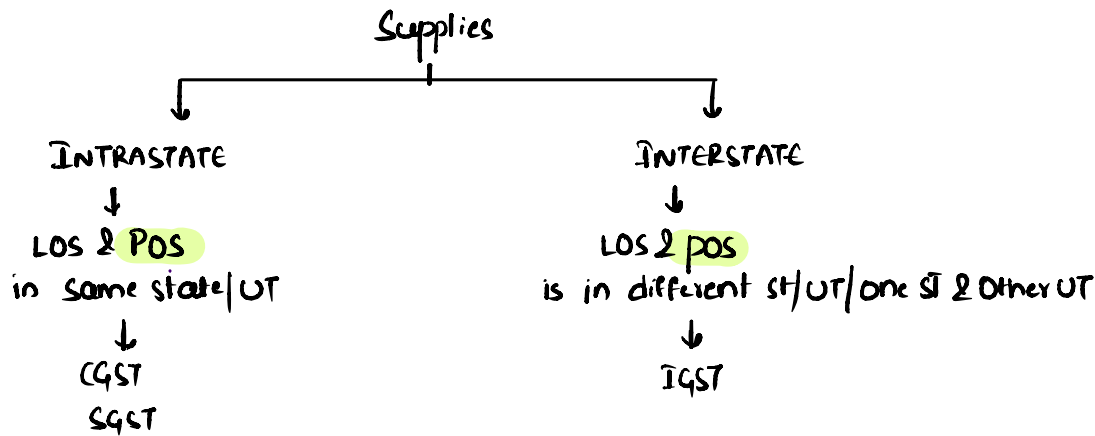 Supplies
INTRASTATE
INTERSTATE
LOS & POS
in same state/UT
LOS & POS
is in different St/UT/one ST & Other UT
CGST
SGST
IGST